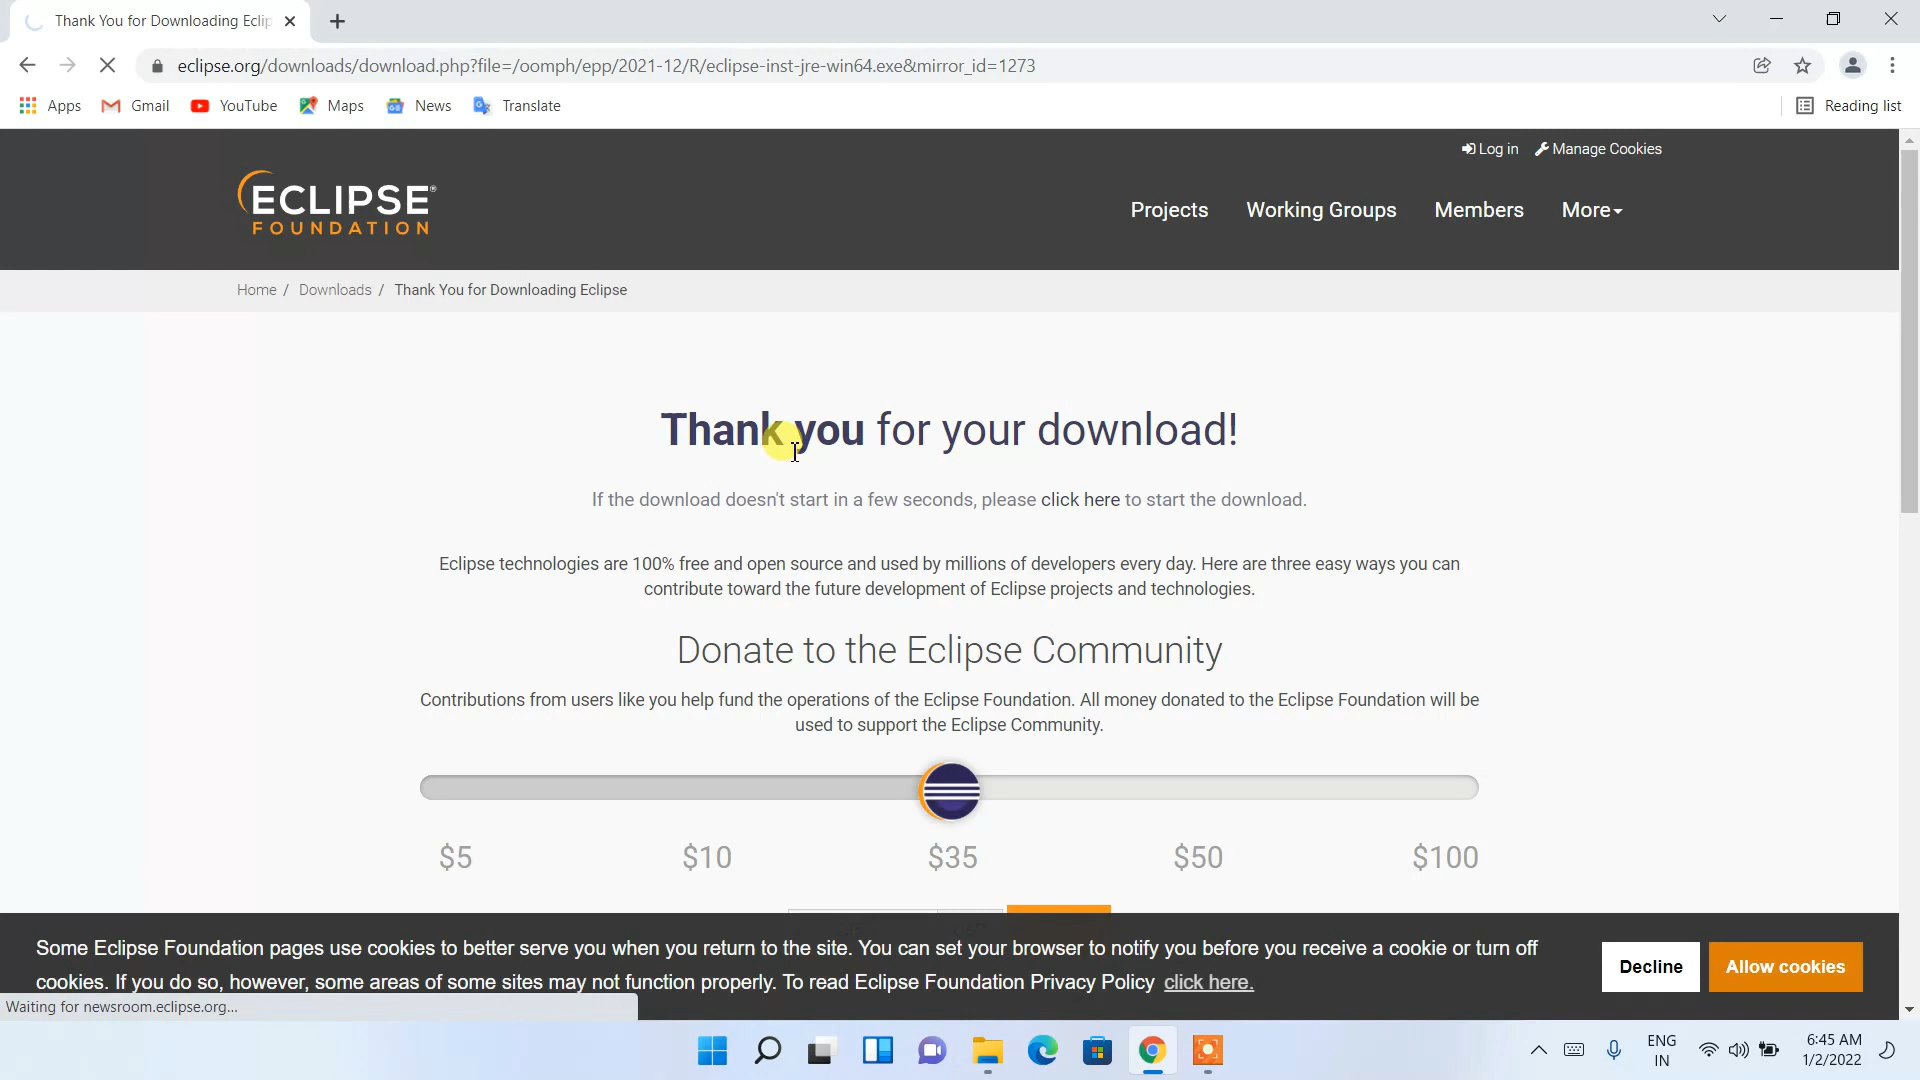 Thank You for Downloading Eclip
eclipse.org/downloads/download.php?file=/oomph/epp/2021-12/R/eclipse-inst-jre-win64.exe&mirror_id=1273
Apps Gmail YouTube Maps News Translate Reading list
Log in Manage Cookies
ECLIPSE®
FOUNDATION
Projects Working Groups Members More
Home / Downloads / Thank You for Downloading Eclipse
Thank you for your download!
If the download doesn't start in a few seconds, please click here to start the download.
Eclipse technologies are 100% free and open source and used by millions of developers every day. Here are three easy ways you can
contribute toward the future development of Eclipse projects and technologies.
Donate to the Eclipse Community
Contributions from users like you help fund the operations of the Eclipse Foundation. All money donated to the Eclipse Foundation will be
used to support the Eclipse Community.
$5 $10 $35 $50 $100
Some Eclipse Foundation pages use cookies to better serve you when you return to the site. You can set your browser to notify you before you receive a cookie or turn off
cookies. If you do so, however, some areas of some sites may not function properly. To read Eclipse Foundation Privacy Policy click here.
Decline Allow cookies
Waiting for newsroom.eclipse.org...
ENG
IN
6:45 AM
1/2/2022